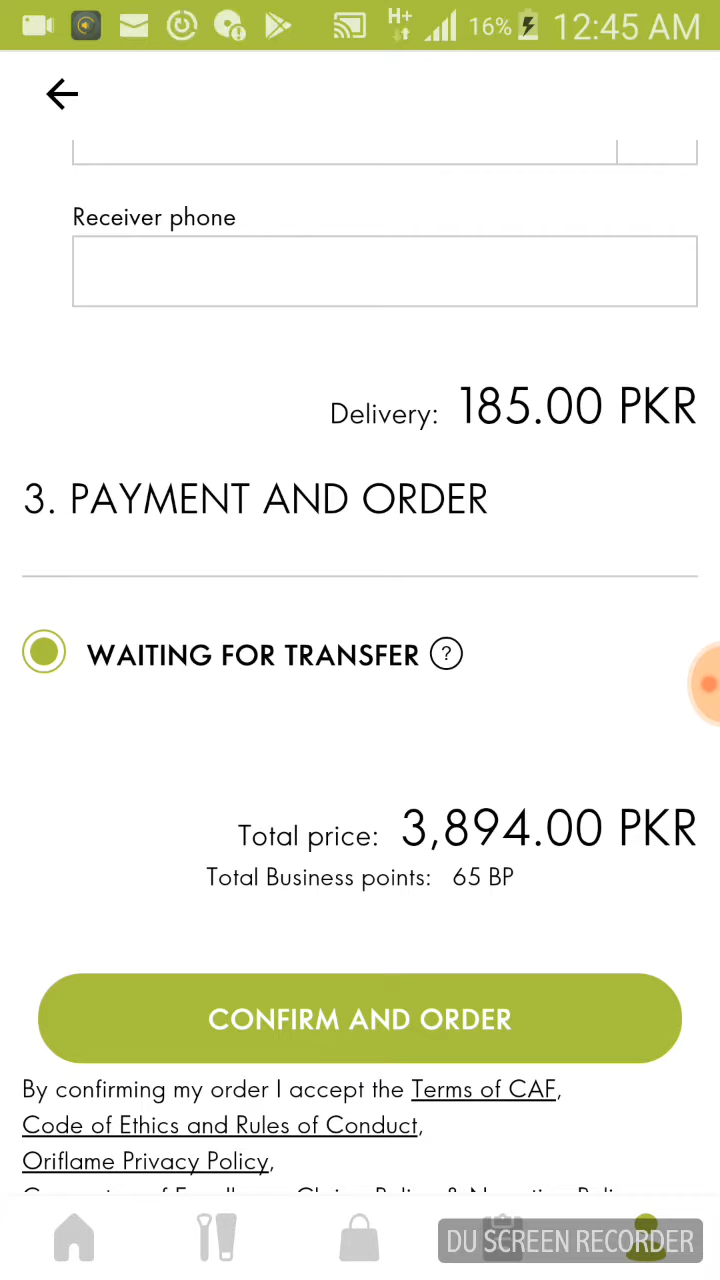 H+ 16% 12:45 AM
Receiver phone
Delivery: 185.00 PKR
3. PAYMENT AND ORDER
WAITING FOR TRANSFER ?
Total price: 3,894.00 PKR
Total Business points: 65 BP
CONFIRM AND ORDER
By confirming my order I accept the Terms of CAF,
Code of Ethics and Rules of Conduct,
Oriflame Privacy Policy,
DU SCREEN RECORDER